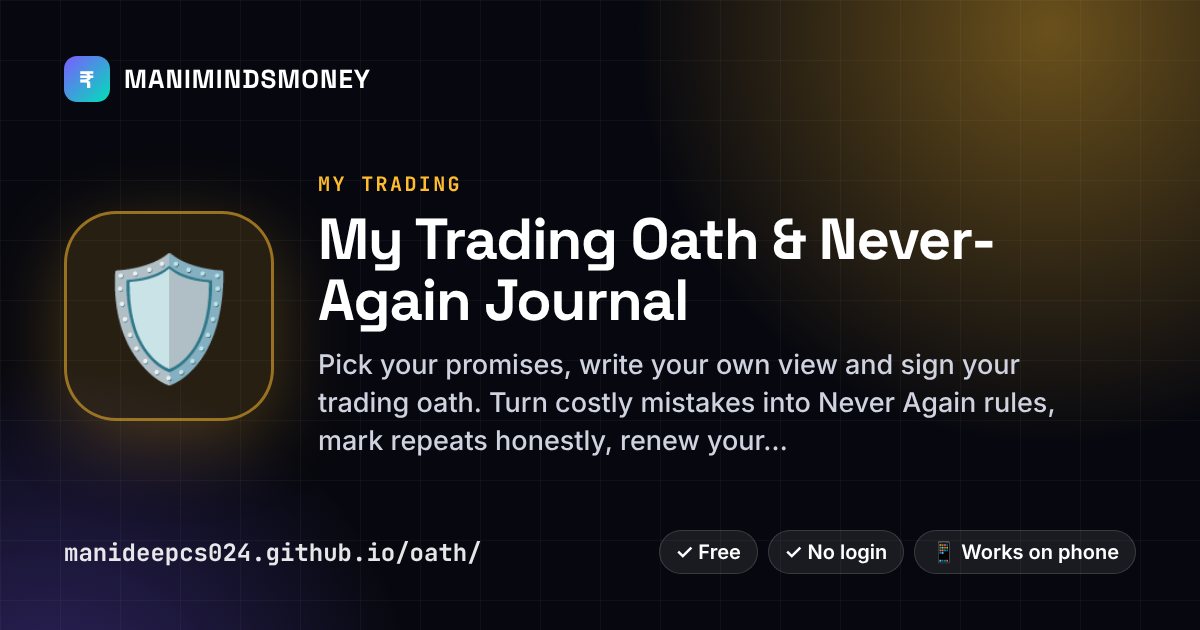 ₹ MANIMINDSMONEY
MY TRADING
My Trading Oath & Never-
Again Journal
Pick your promises, write your own view and sign your
trading oath. Turn costly mistakes into Never Again rules,
mark repeats honestly, renew your...
manideepcs024.github.io/oath/
✓ Free
✓ No login
📱 Works on phone